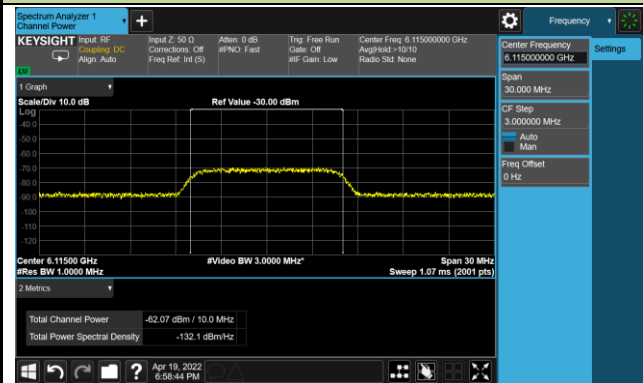 Spectrum Analyzer 1
Channel Power
+
Frequency
KEYSIGHT
Input: RF
Coupling: DC
Align: Auto
Input Z: 50 Ω
Corrections: Off
Freq Ref: Int (S)
Atten: 0 dB
#PNO: Fast
Trig: Free Run
Gate: Off
#IF Gain: Low
Center Freq: 6.115000000 GHz
Avg|Hold:>10/10
Radio Std: None
1 Graph
Scale/Div 10.0 dB
Ref Value -30.00 dBm
Log
-40.0
-50.0
-60.0
-70.0
-80.0
-90.0
-100
-110
-120
Center 6.11500 GHz
#Video BW 3.0000 MHz*
Span 30 MHz
#Res BW 1.0000 MHz
Sweep 1.07 ms (2001 pts)
2 Metrics
Total Channel Power
-62.07 dBm / 10.0 MHz
Total Power Spectral Density
-132.1 dBm/Hz
Center Frequency
6.115000000 GHz
Settings
Span
30.000 MHz
CF Step
3.000000 MHz
Auto
Man
Freq Offset
0 Hz
?
Apr 19, 2022
6:58:44 PM